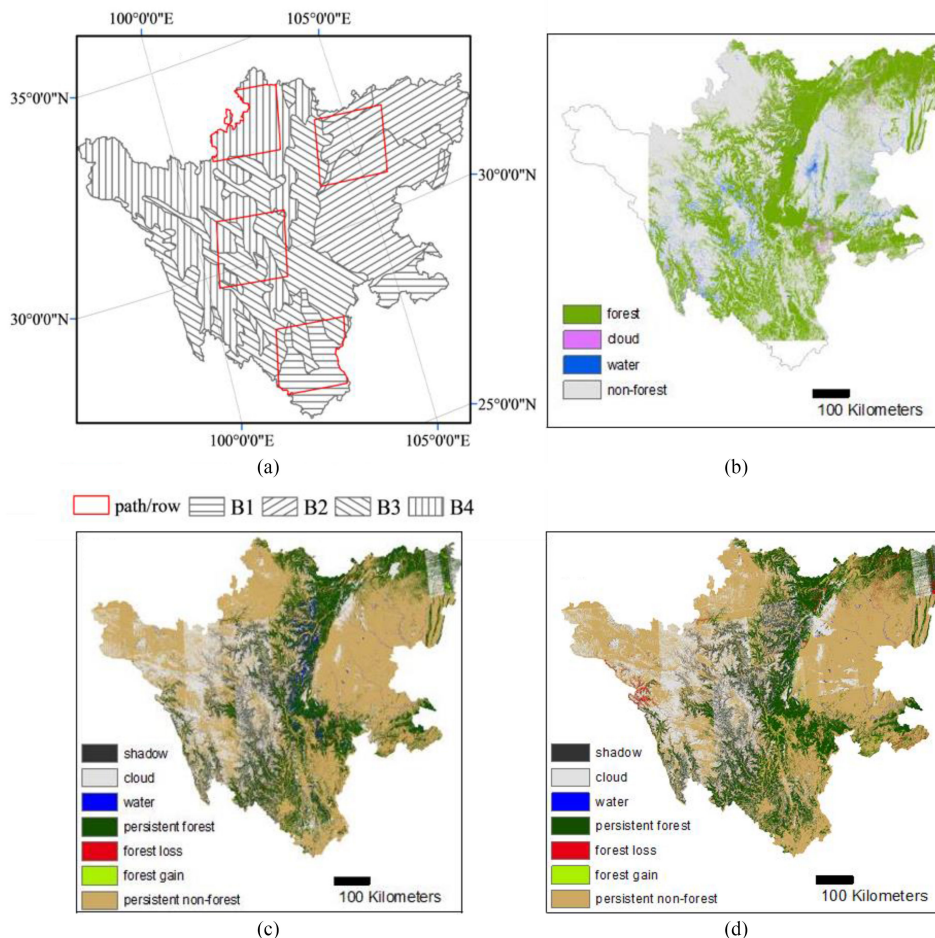 100°0'0"E 105°0'0"E
35°0'0"N
30°0'0"N
30°0'0"N
25°0'0"N
100°0'0"E 105°0'0"E
(a)
path/row B1 B2 B3 B4
forest
cloud
water
non-forest
100 Kilometers
(b)
shadow
cloud
water
persistent forest
forest loss
forest gain
persistent non-forest
100 Kilometers
(c)
shadow
cloud
water
persistent forest
forest loss
forest gain
persistent non-forest
100 Kilometers
(d)